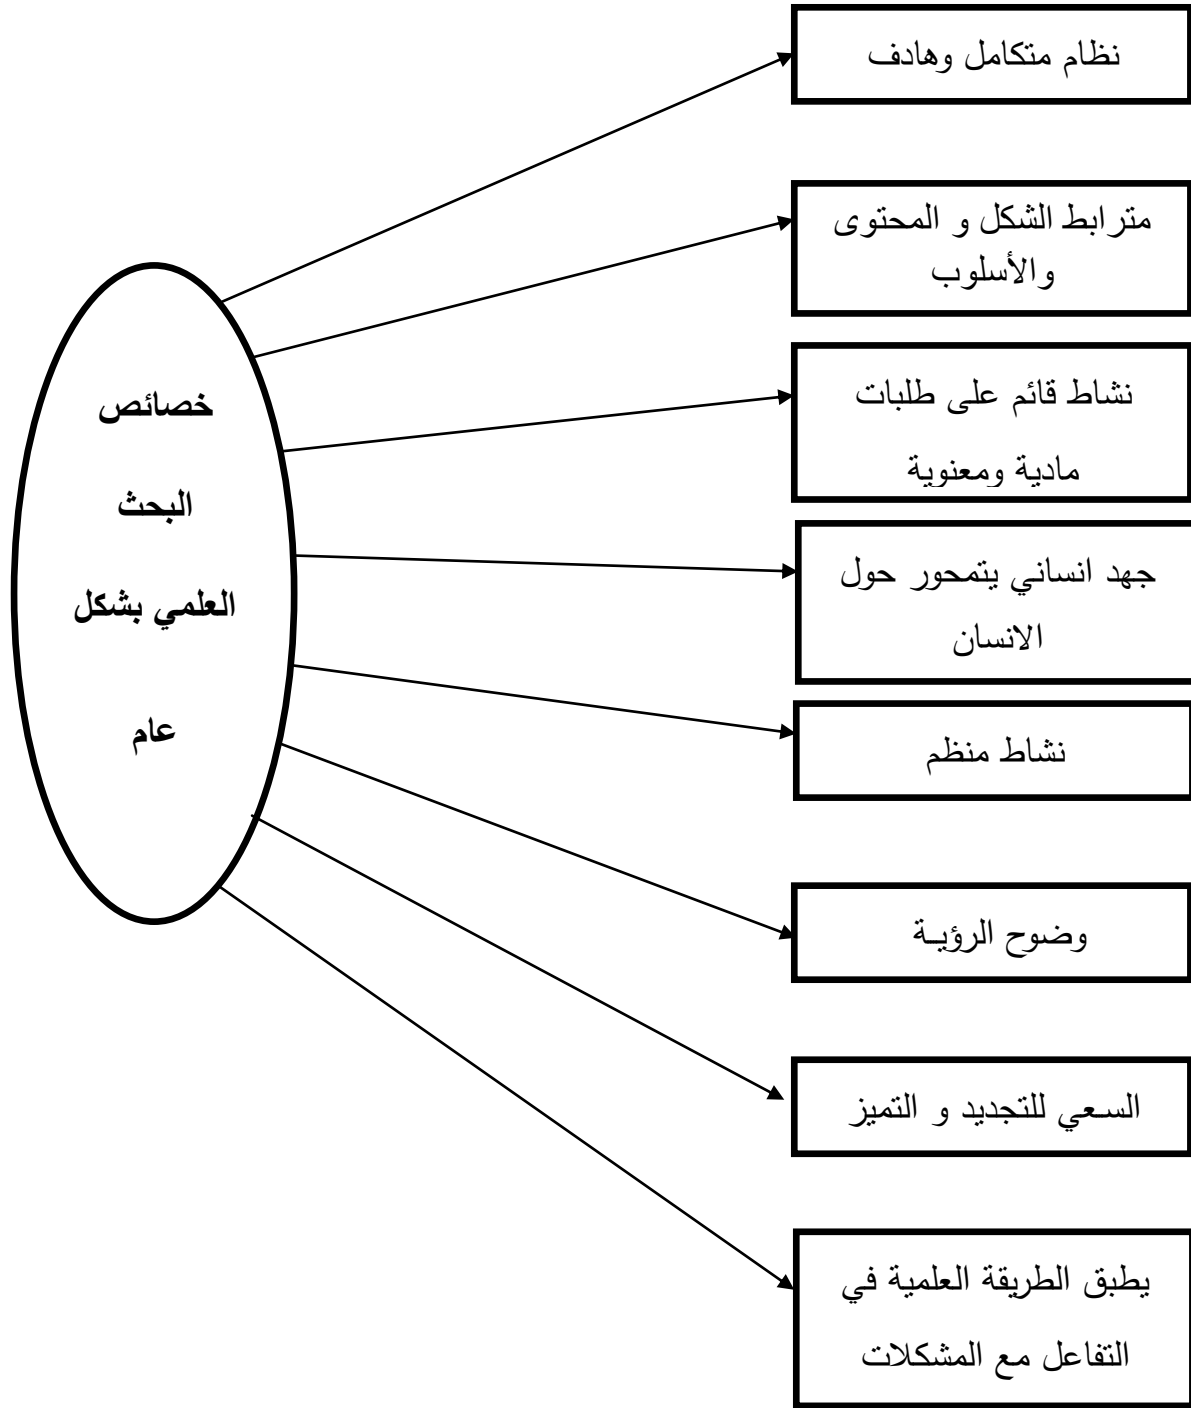 خصائص
البحث
العلمي بشكل
عام
نظام متكامل وهادف
مترابط الشكل و المحتوى
والأسلوب
نشاط قائم على طلبات
مادية ومعنوية
جهد انساني يتمحور حول
الانسان
نشاط منظم
وضوح الرؤيـة
السعي للتجديد و التميز
يطبق الطريقة العلمية في
التفاعل مع المشكلات